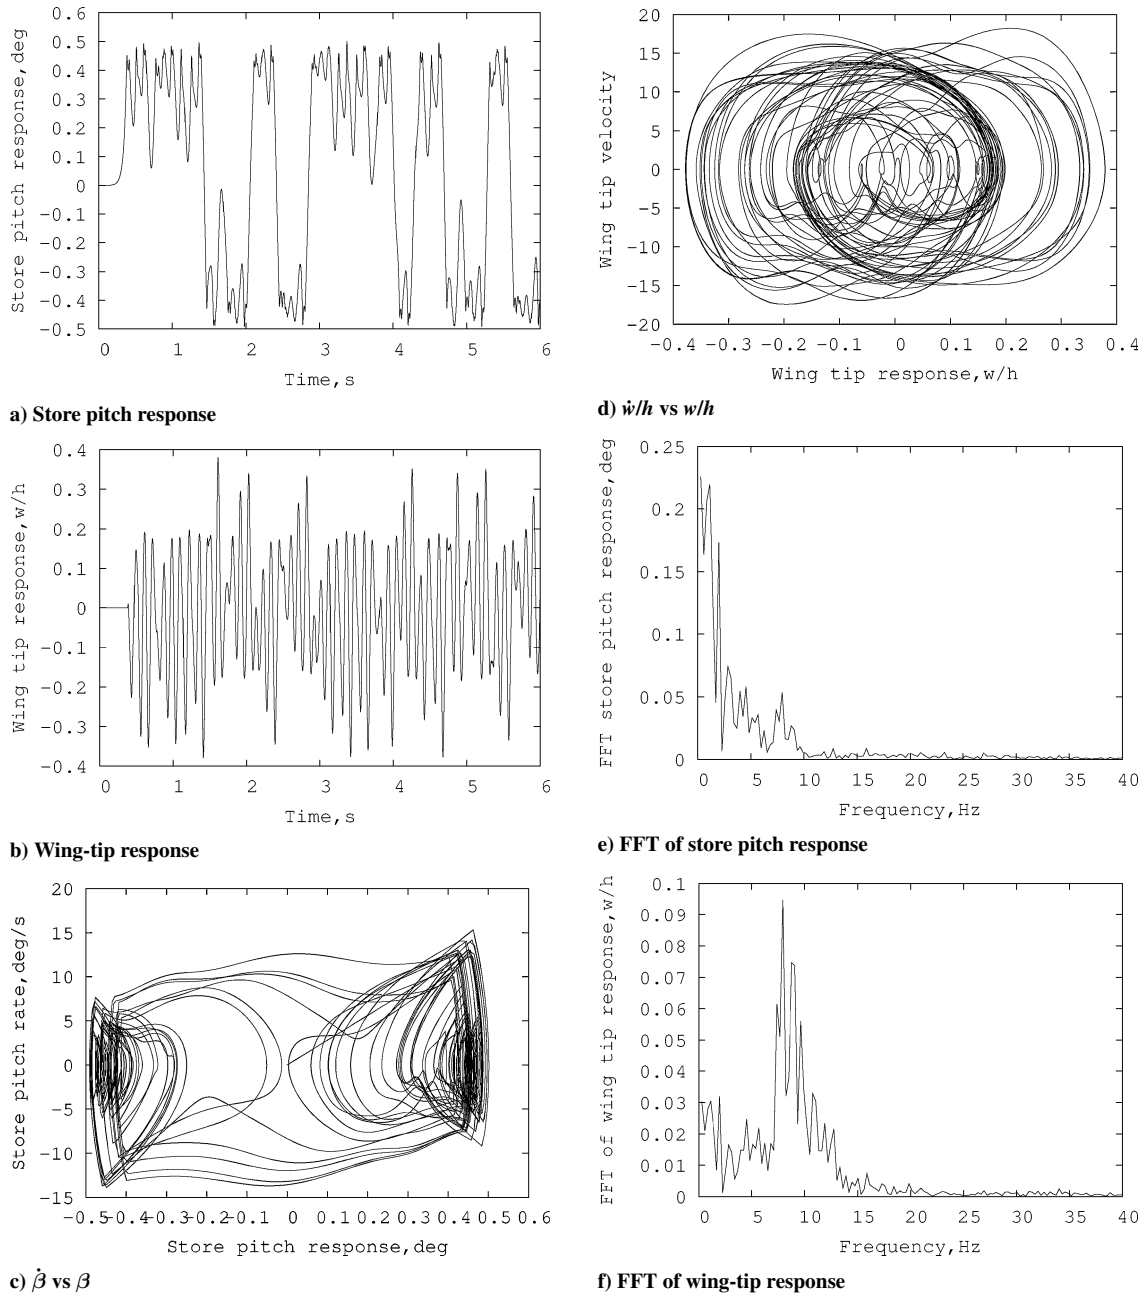 0.6
0.5
0.4
0.3
0.2
0.1
0
−0.1
−0.2
−0.3
−0.4
−0.5
Store pitch response,deg
0 1 2 3 4 5 6
Time,s
a) Store pitch response
0.4
0.3
0.2
0.1
0
−0.1
−0.2
−0.3
−0.4
Wing tip response,w/h
0 1 2 3 4 5 6
Time,s
b) Wing-tip response
20
15
10
5
0
−5
−10
−15
Store pitch rate,deg/s
−0.5−0.4−0.3−0.2−0.1 0 0.1 0.2 0.3 0.4 0.5 0.6
Store pitch response,deg
c) β̇ vs β
20
15
10
5
0
−5
−10
−15
−20
Wing tip velocity
−0.4 −0.3 −0.2 −0.1 0 0.1 0.2 0.3 0.4
Wing tip response,w/h
d) ẇ/h vs w/h
0.25
0.2
0.15
0.1
0.05
0
FFT store pitch response,deg
0 5 10 15 20 25 30 35 40
Frequency,Hz
e) FFT of store pitch response
0.1
0.09
0.08
0.07
0.06
0.05
0.04
0.03
0.02
0.01
0
FFT of wing tip response,w/h
0 5 10 15 20 25 30 35 40
Frequency,Hz
f) FFT of wing-tip response